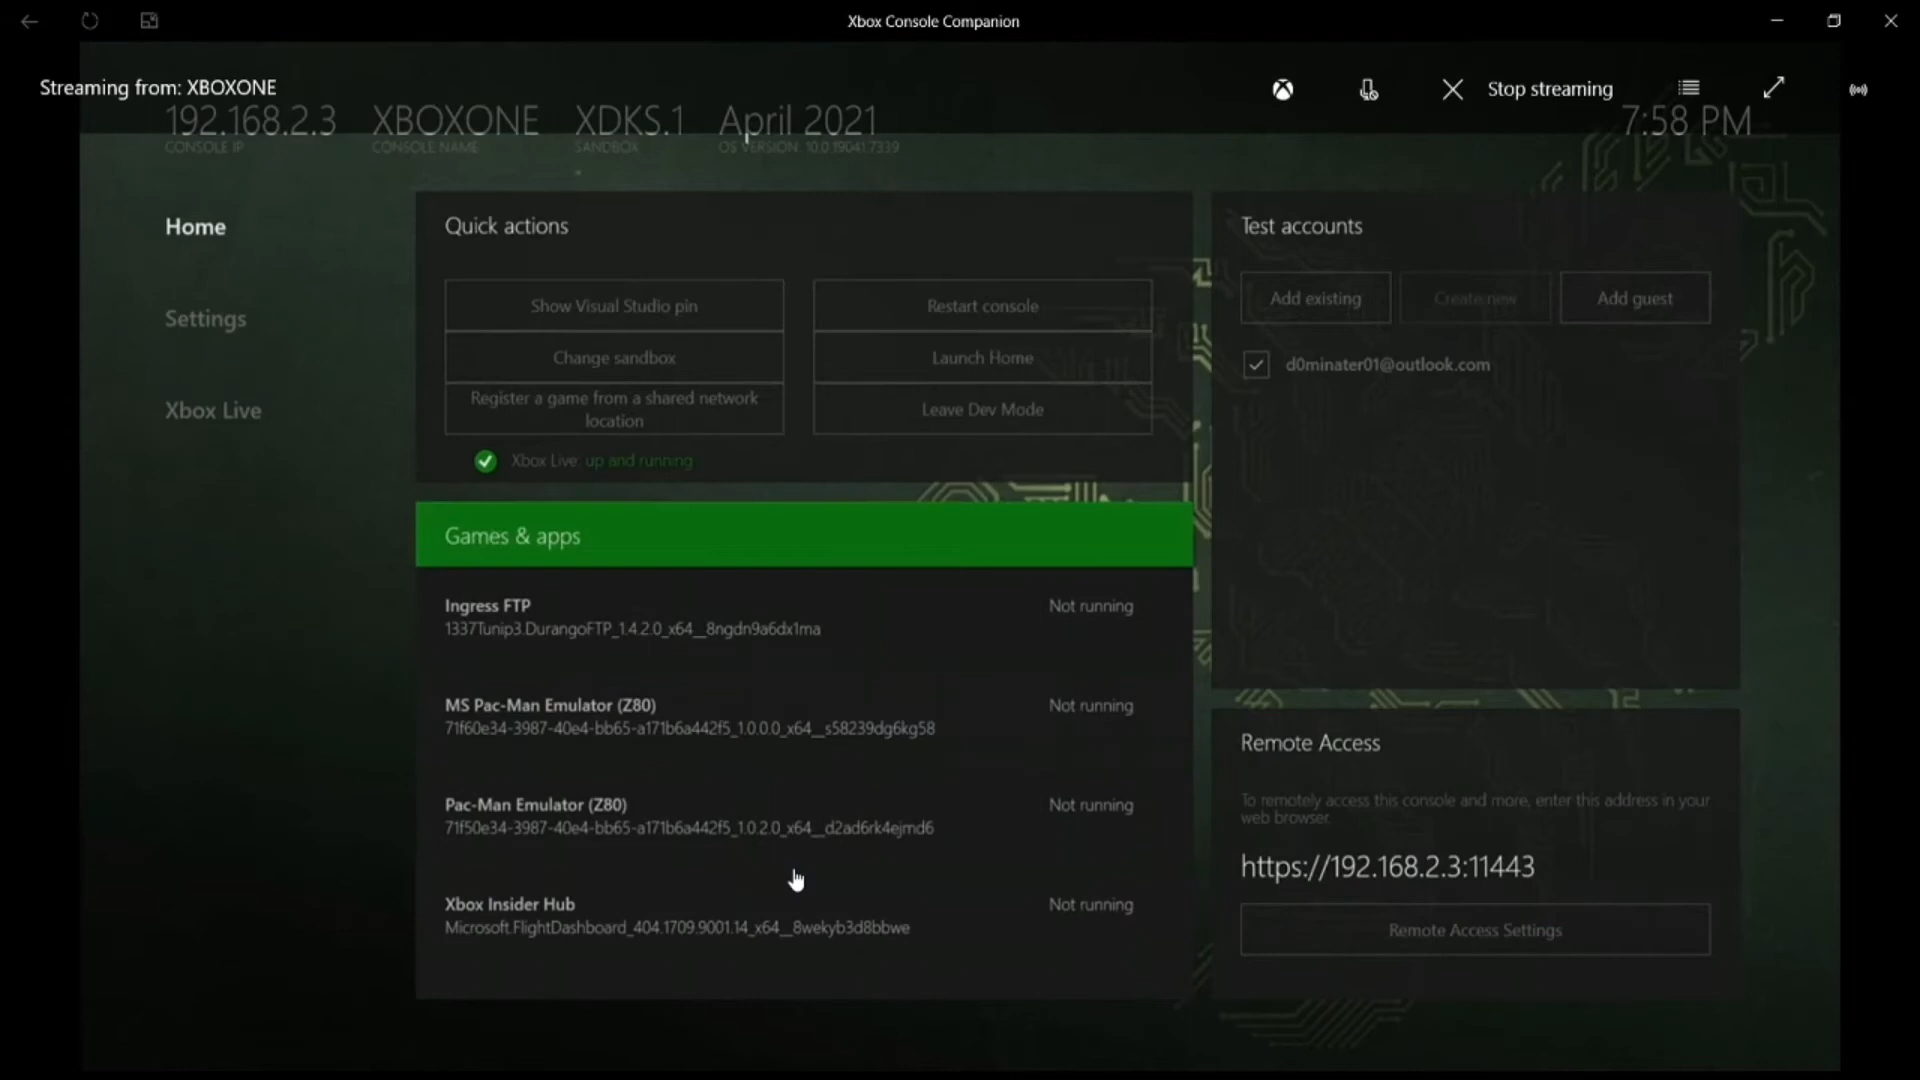 Xbox Console Companion
Streaming from: XBOXONE
Stop streaming
192.168.2.3 XBOXONE XDKS.1 April 2021 7:58 PM
CONSOLE IP CONSOLE NAME SANDBOX OS VERSION: 10.0.19041.7339
Home
Settings
Xbox Live
Quick actions
Show Visual Studio pin
Restart console
Change sandbox
Launch Home
Register a game from a shared network
location
Leave Dev Mode
Xbox Live: up and running
Games & apps
Ingress FTP Not running
1337Tunip3.DurangoFTP_1.4.2.0_x64__8ngdn9a6dx1ma
MS Pac-Man Emulator (Z80) Not running
71f60e34-3987-40e4-bb65-a171b6a442f5_1.0.0.0_x64__s58239dg6kg58
Pac-Man Emulator (Z80) Not running
71f50e34-3987-40e4-bb65-a171b6a442f5_1.0.2.0_x64__d2ad6rk4ejmd6
Xbox Insider Hub Not running
Microsoft.FlightDashboard_404.1709.9001.14_x64__8wekyb3d8bbwe
Test accounts
Add existing Create new Add guest
d0minater01@outlook.com
Remote Access
To remotely access this console and more, enter this address in your
web browser.
https://192.168.2.3:11443
Remote Access Settings